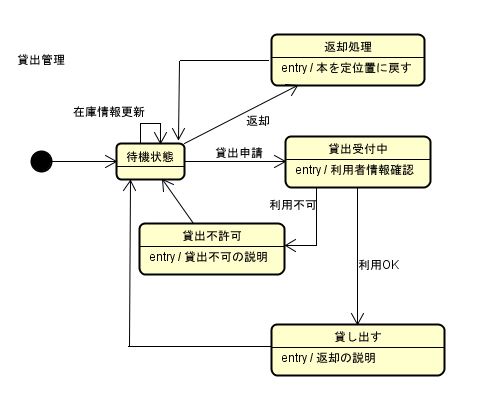 貸出管理
返却処理
entry / 本を定位置に戻す
在庫情報更新
返却
待機状態
貸出申請
貸出受付中
entry / 利用者情報確認
利用不可
貸出不許可
entry / 貸出不可の説明
利用OK
貸し出す
entry / 返却の説明